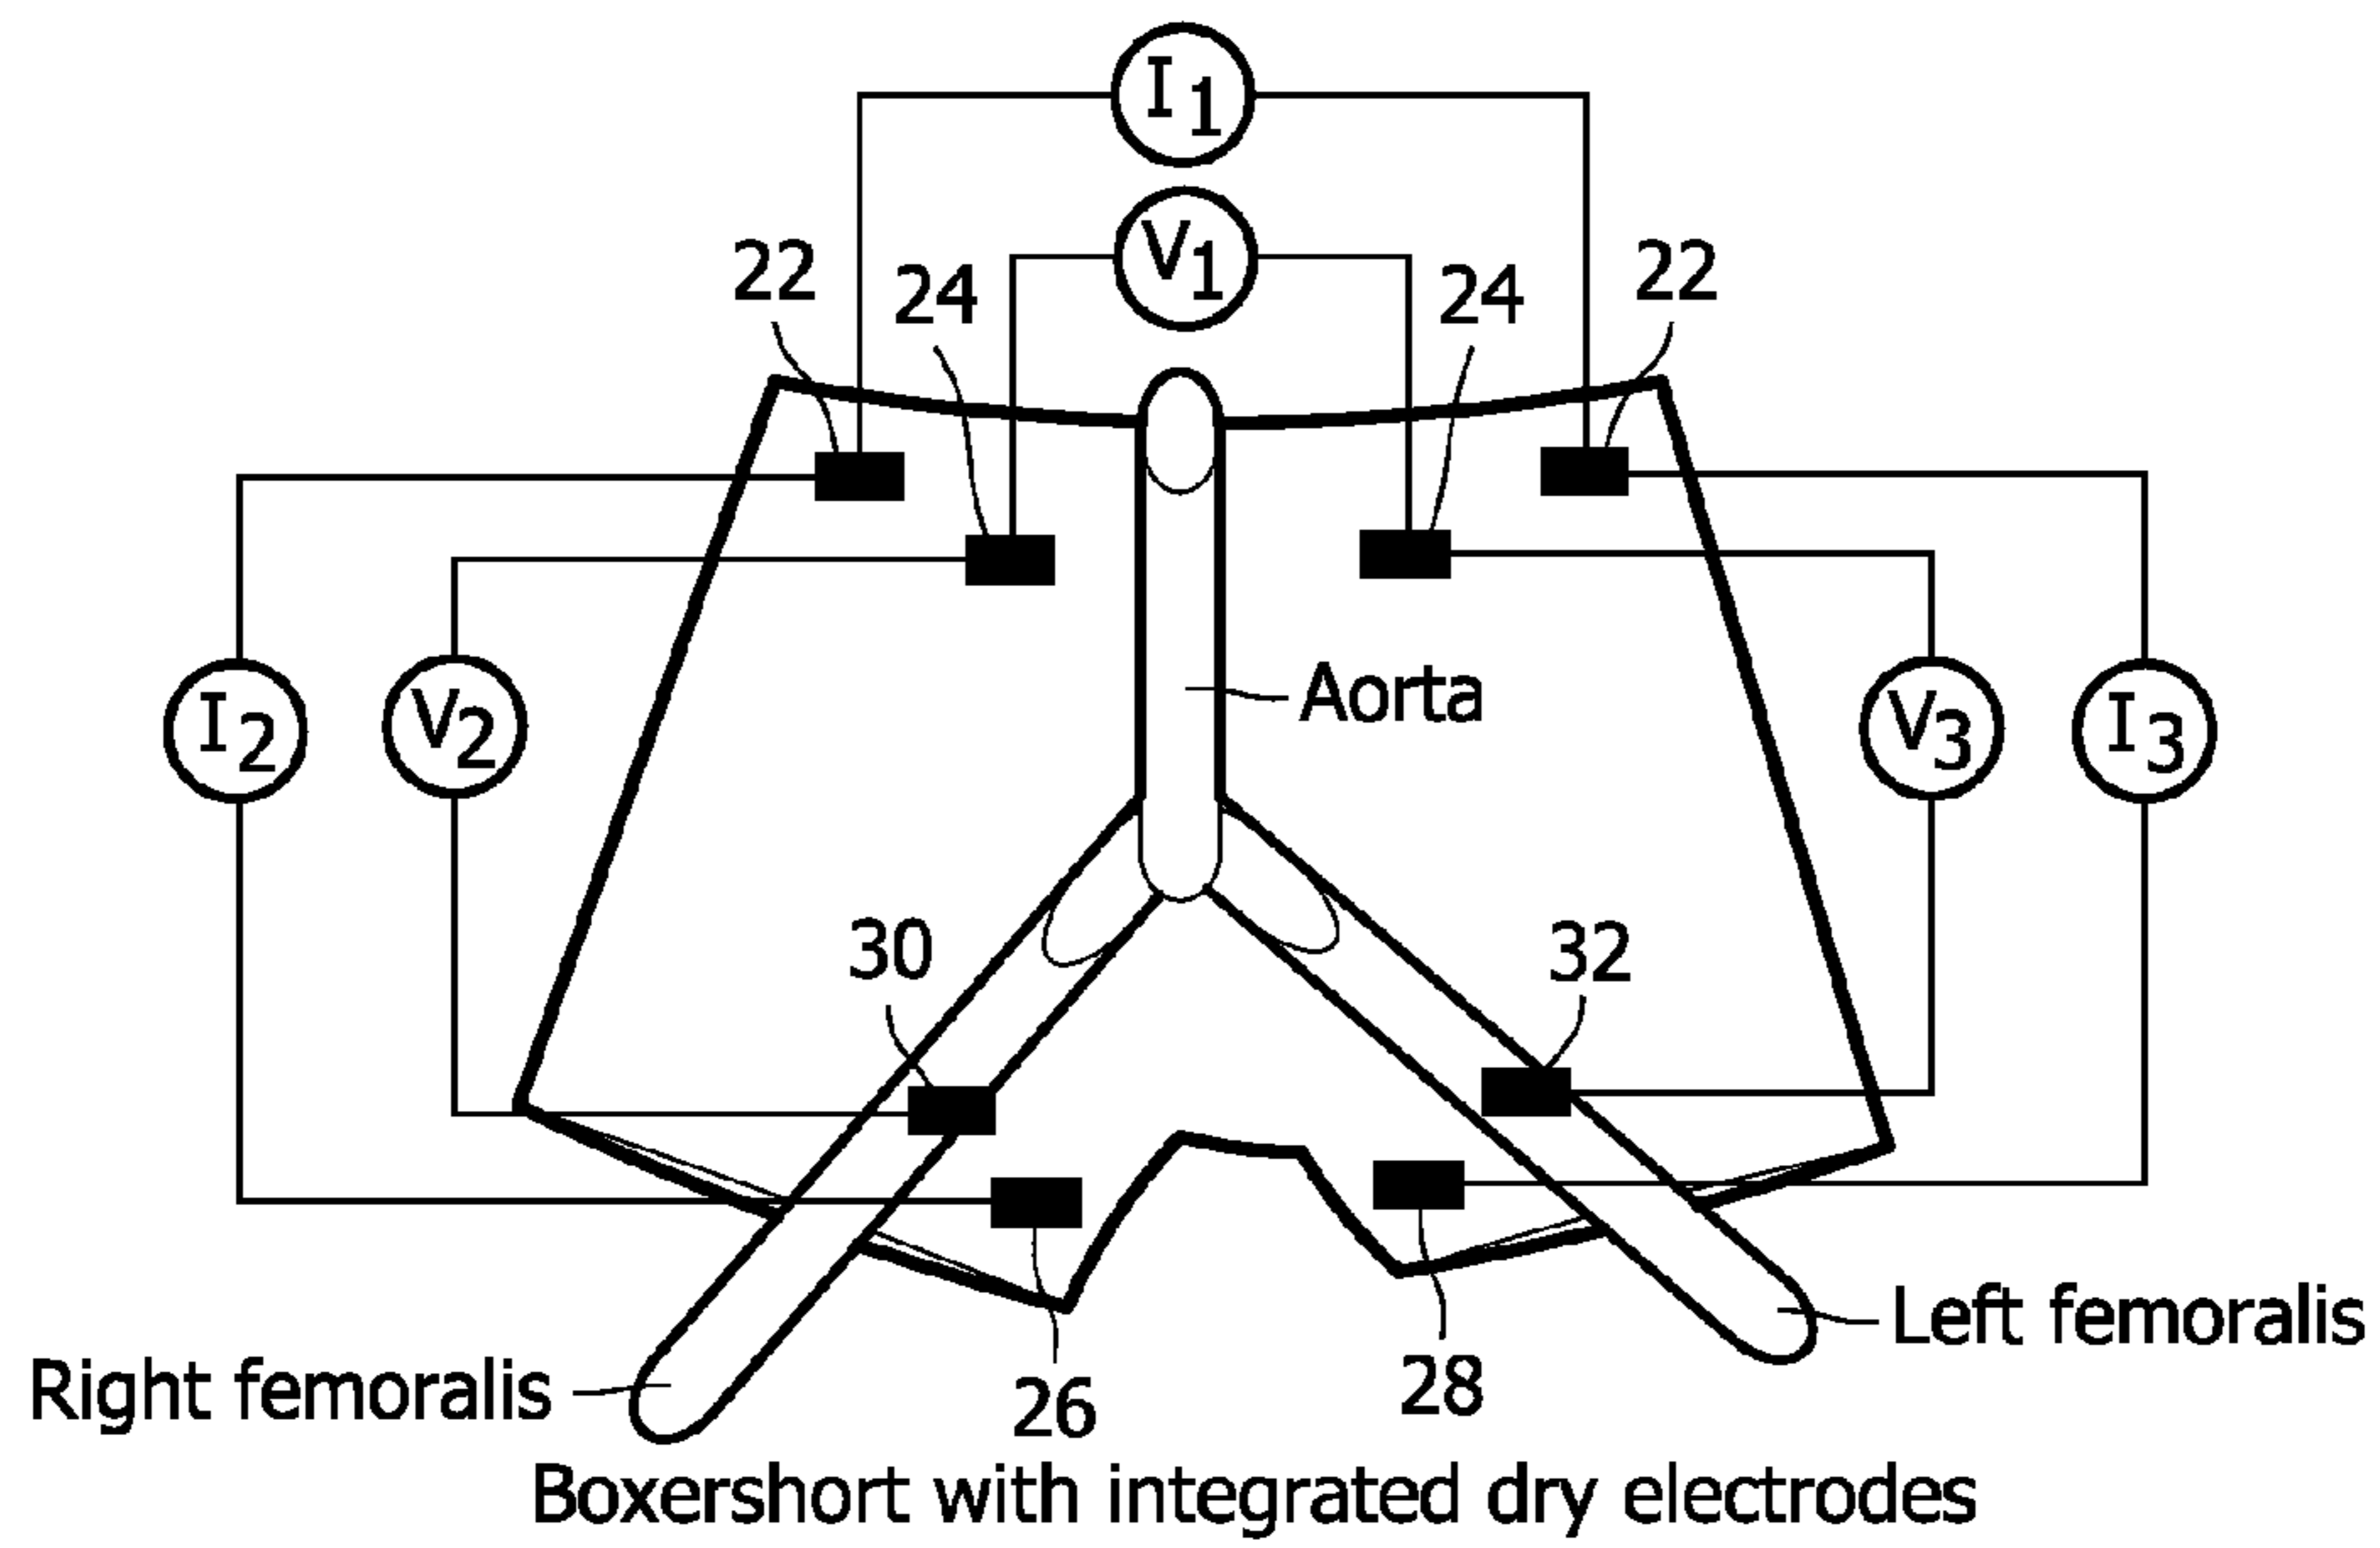 I1
V1
22
24
24
22
I2
V2
Aorta
V3
I3
30
32
Left femoralis
Right femoralis
26
28
Boxershort with integrated dry electrodes